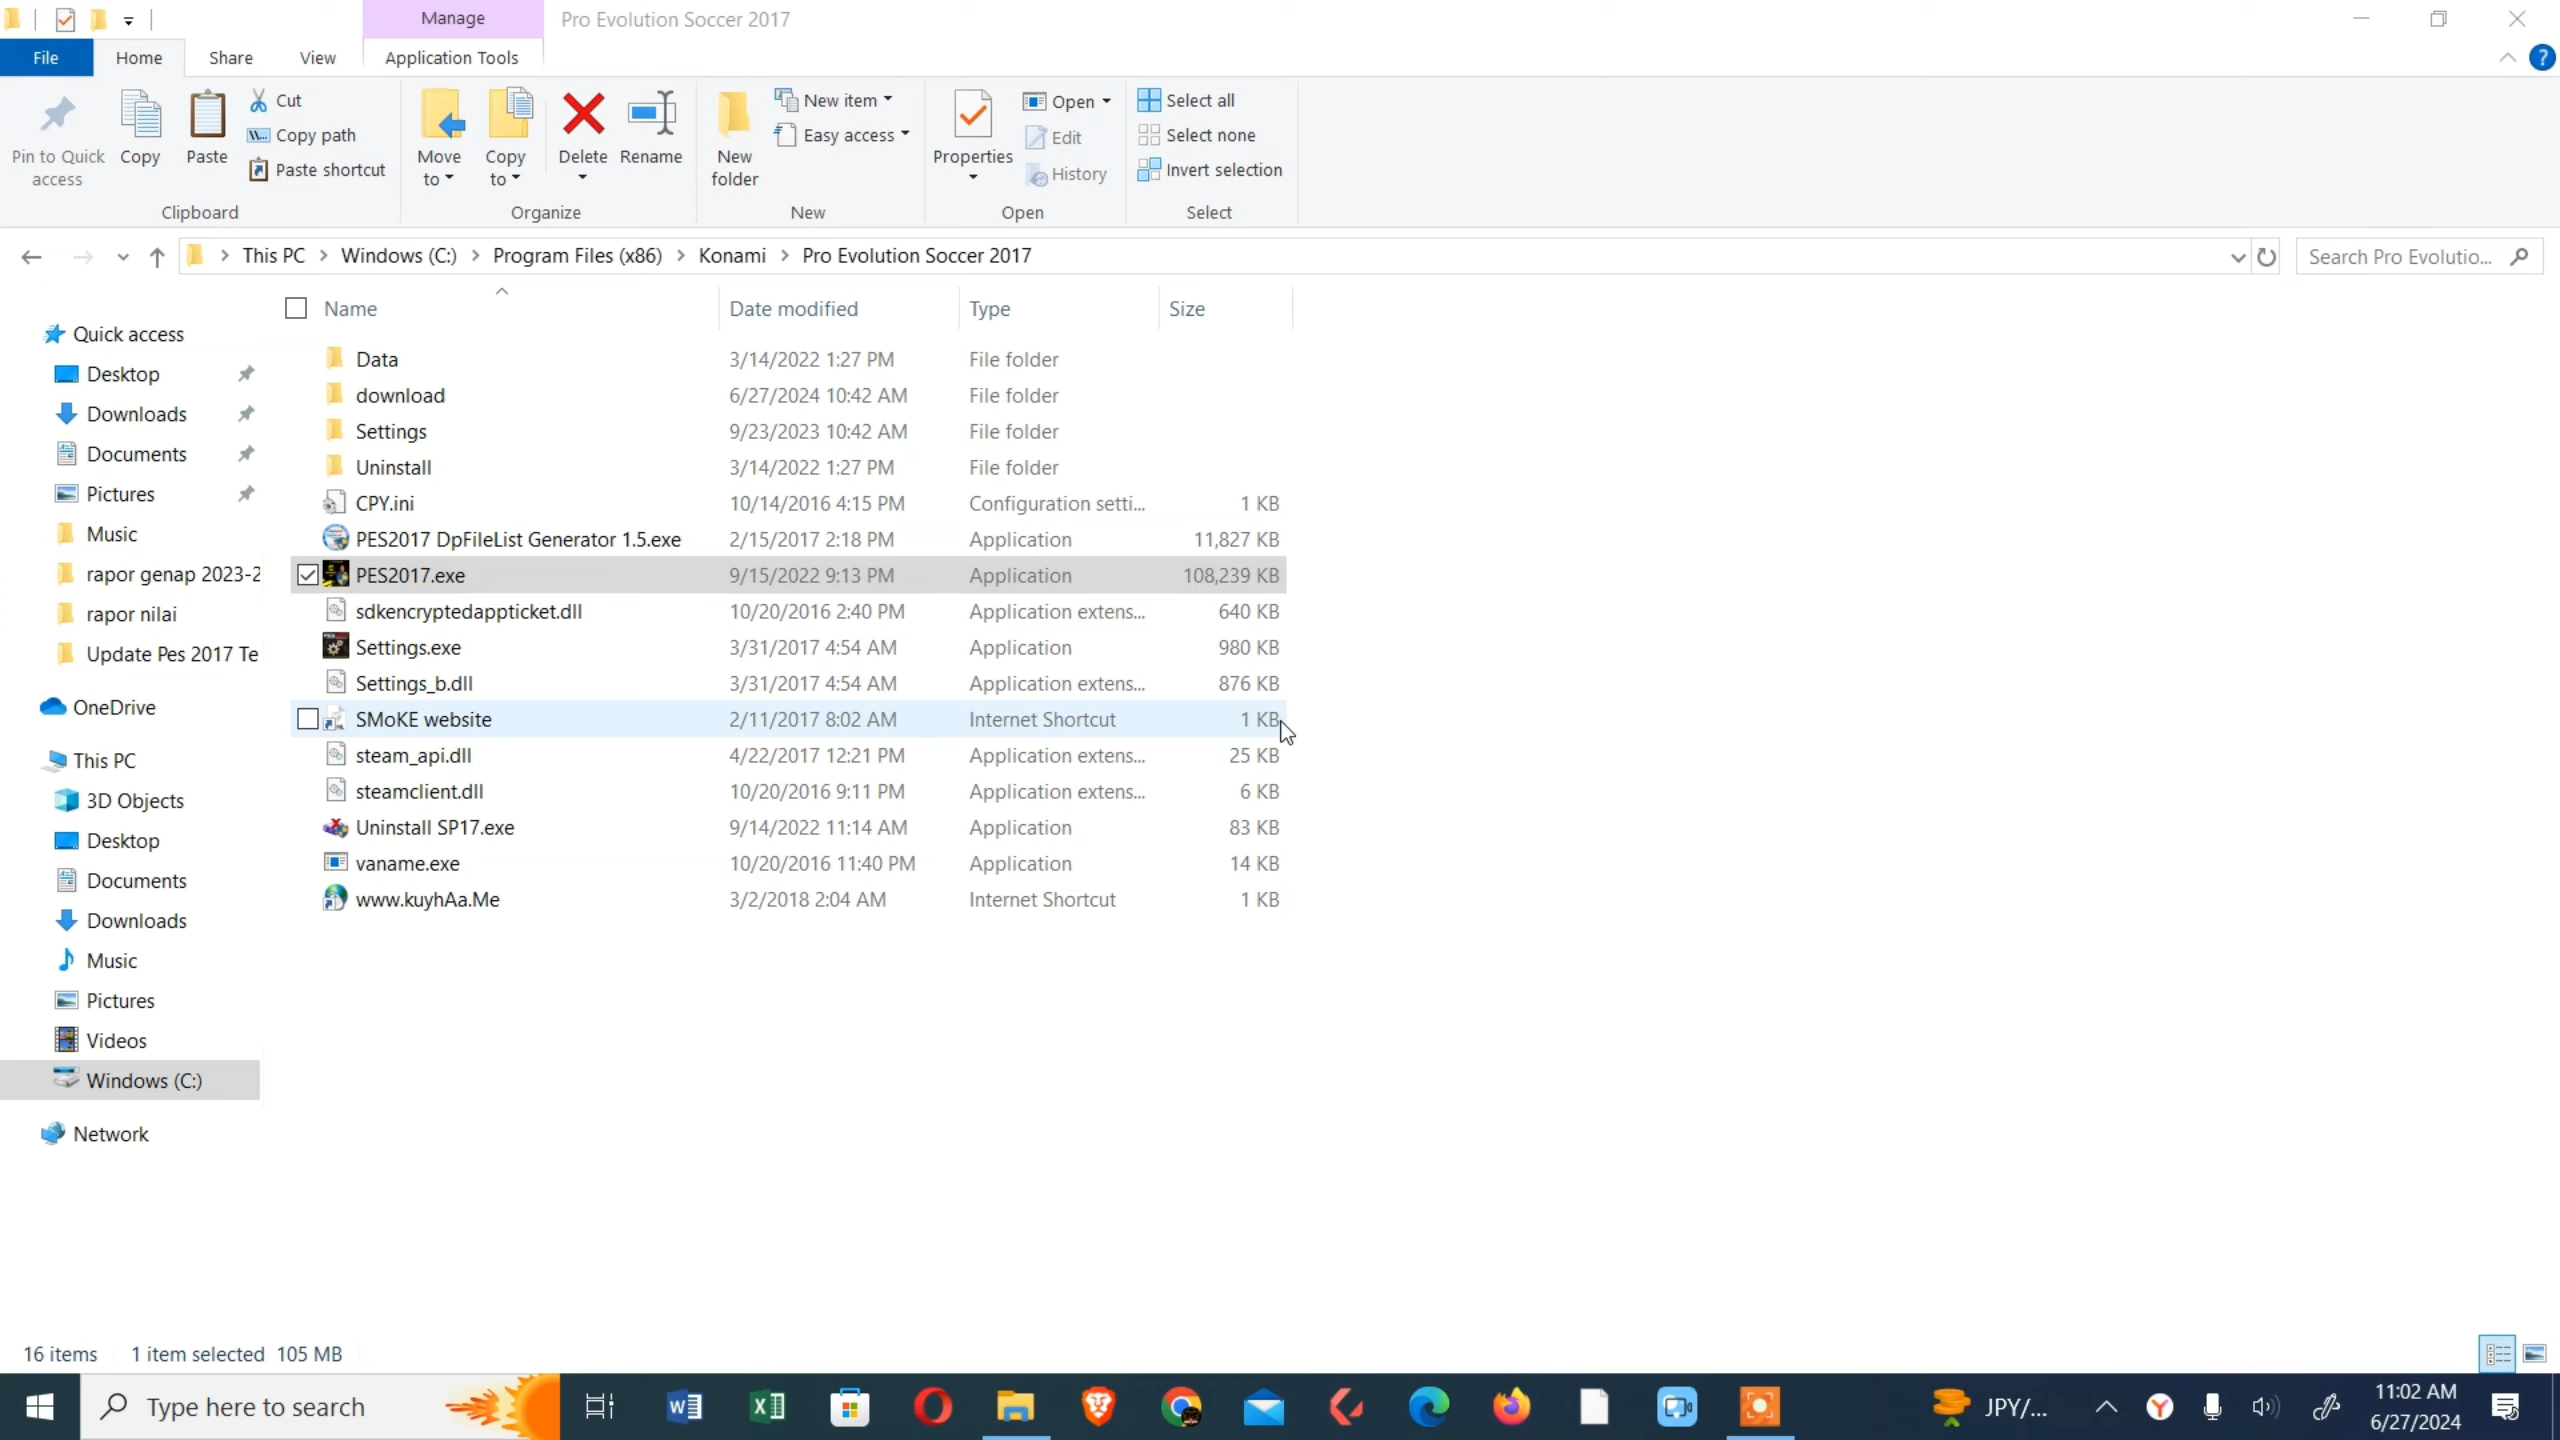 Manage
Pro Evolution Soccer 2017
File
Home
Share
View
Application Tools
Pin to Quick access
Copy
Paste
Cut
Copy path
Paste shortcut
Clipboard
Move to
Copy to
Delete
Rename
Organize
New folder
New item
Easy access
New
Properties
Open
Edit
History
Open
Select all
Select none
Invert selection
Select
This PC > Windows (C:) > Program Files (x86) > Konami > Pro Evolution Soccer 2017
Search Pro Evolutio...
Name Date modified Type Size
Quick access
Desktop
Downloads
Documents
Pictures
Music
rapor genap 2023-2
rapor nilai
Update Pes 2017 Te
OneDrive
This PC
3D Objects
Desktop
Documents
Downloads
Music
Pictures
Videos
Windows (C:)
Network
Data 3/14/2022 1:27 PM File folder
download 6/27/2024 10:42 AM File folder
Settings 9/23/2023 10:42 AM File folder
Uninstall 3/14/2022 1:27 PM File folder
CPY.ini 10/14/2016 4:15 PM Configuration setti... 1 KB
PES2017 DpFileList Generator 1.5.exe 2/15/2017 2:18 PM Application 11,827 KB
PES2017.exe 9/15/2022 9:13 PM Application 108,239 KB
sdkencryptedappticket.dll 10/20/2016 2:40 PM Application extens... 640 KB
Settings.exe 3/31/2017 4:54 AM Application 980 KB
Settings_b.dll 3/31/2017 4:54 AM Application extens... 876 KB
SMoKE website 2/11/2017 8:02 AM Internet Shortcut 1 KB
steam_api.dll 4/22/2017 12:21 PM Application extens... 25 KB
steamclient.dll 10/20/2016 9:11 PM Application extens... 6 KB
Uninstall SP17.exe 9/14/2022 11:14 AM Application 83 KB
vaname.exe 10/20/2016 11:40 PM Application 14 KB
www.kuyhAa.Me 3/2/2018 2:04 AM Internet Shortcut 1 KB
16 items 1 item selected 105 MB
Type here to search
JPY/...
11:02 AM
6/27/2024